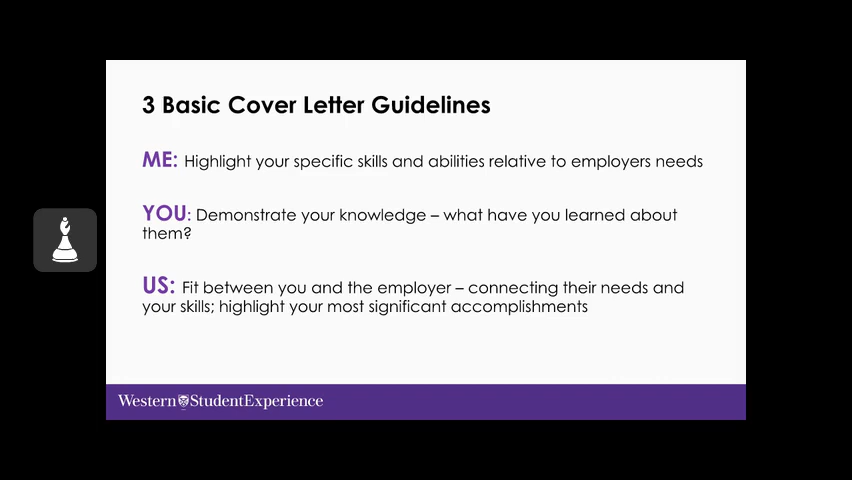 3 Basic Cover Letter Guidelines
ME: Highlight your specific skills and abilities relative to employers needs
YOU: Demonstrate your knowledge – what have you learned about
them?
US: Fit between you and the employer – connecting their needs and
your skills; highlight your most significant accomplishments
Western StudentExperience